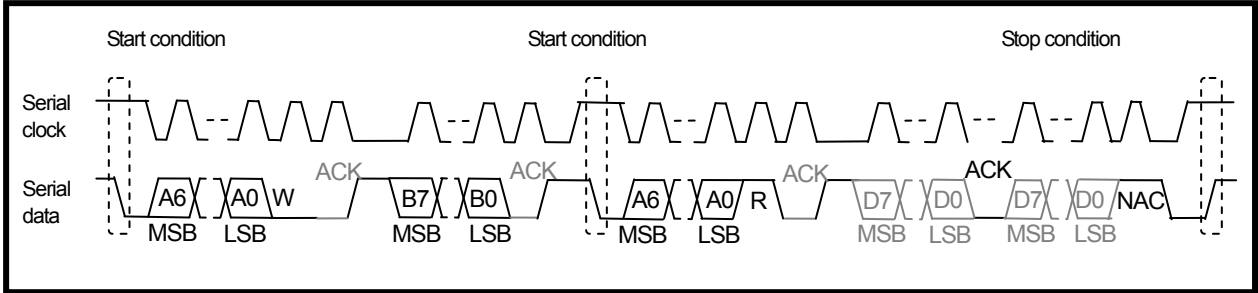 Start condition Start condition Stop condition
Serial
clock
ACK ACK ACK ACK
Serial
data
A6 A0 W B7 B0 A6 A0 R D7 D0 D7 D0 NAC
MSB LSB MSB LSB MSB LSB MSB LSB MSB LSB